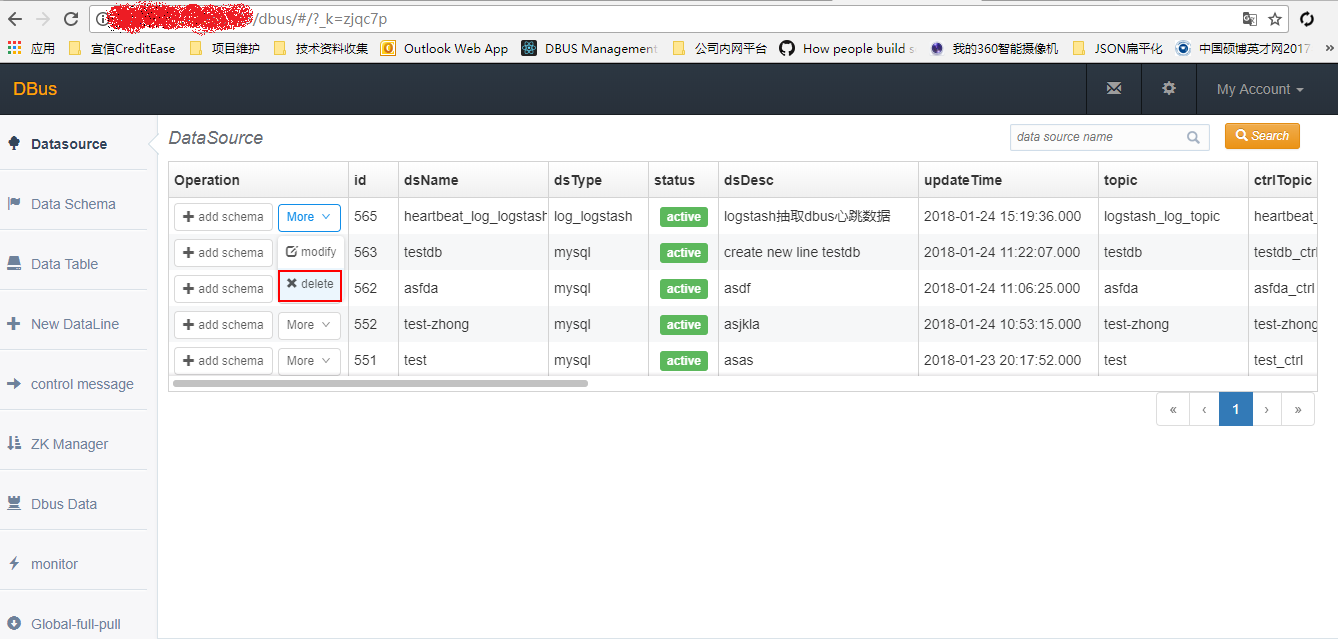 /dbus/#/?_k=zjqc7p
应用 宜信CreditEase 项目维护 技术资料收集 Outlook Web App DBUS Management 公司内网平台 How people build s 我的360智能摄像机 JSON扁平化 中国硕博英才网2017 »
DBus My Account
Datasource
Data Schema
Data Table
New DataLine
control message
ZK Manager
Dbus Data
monitor
Global-full-pull
DataSource data source name Search
Operation id dsName dsType status dsDesc updateTime topic ctrlTopic
add schema More 565 heartbeat_log_logstash log_logstash active logstash抽取dbus心跳数据 2018-01-24 15:19:36.000 logstash_log_topic heartbeat_
add schema modify 563 testdb mysql active create new line testdb 2018-01-24 11:22:07.000 testdb testdb_ctrl
add schema delete 562 asfda mysql active asdf 2018-01-24 11:06:25.000 asfda asfda_ctrl
add schema More 552 test-zhong mysql active asjkla 2018-01-24 10:53:15.000 test-zhong test-zhong
add schema More 551 test mysql active asas 2018-01-23 20:17:52.000 test test_ctrl
« ‹ 1 › »